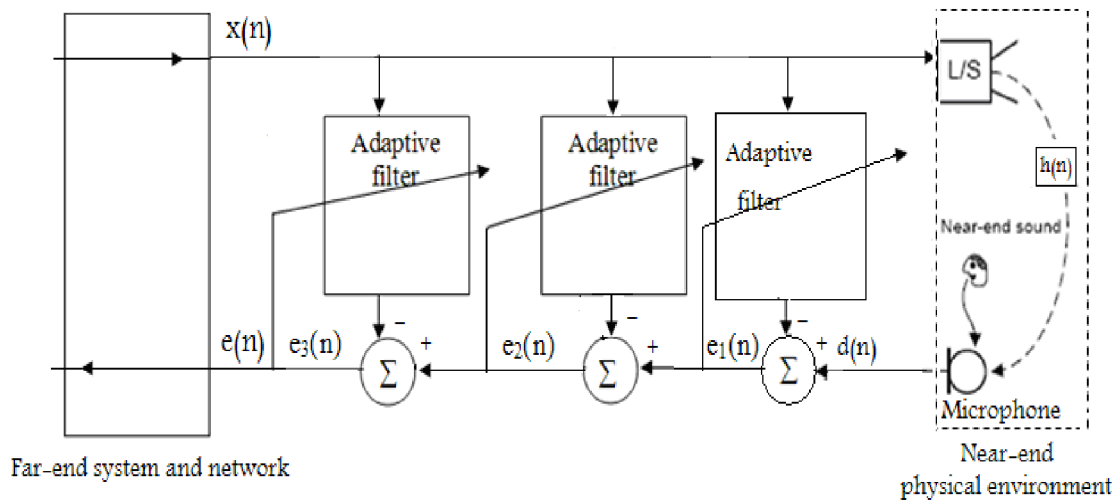 x(n)
L/S
Adaptive
filter
Adaptive
filter
Adaptive
filter
h(n)
Near-end sound
−
−
−
e(n)
e₃(n)
+
e₂(n)
+
e₁(n)
+
d(n)
Σ
Σ
Σ
Microphone
Far-end system and network
Near-end
physical environment